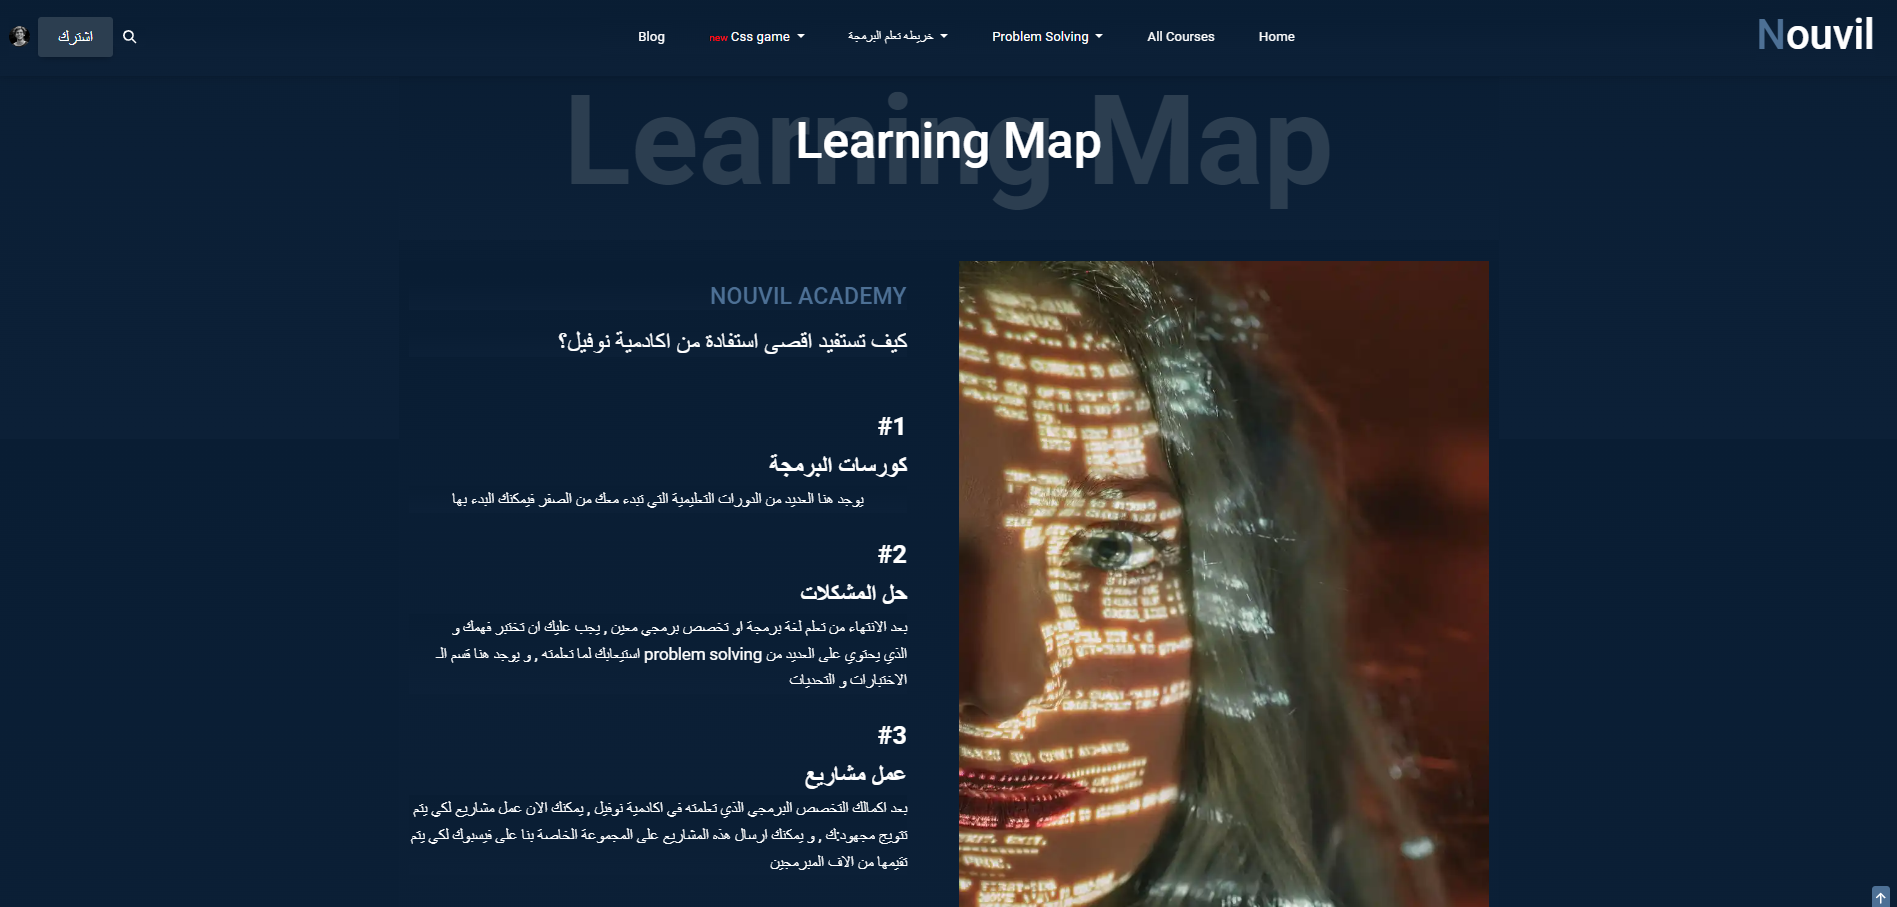 Nouvil
Home
All Courses
Problem Solving
خريطه تعلم البرمجة
new Css game
Blog
اشترك
Learning Map
Learning Map
NOUVIL ACADEMY
كيف تستفيد اقصى استفادة من اكادمية نوفيل؟
#1
كورسات البرمجة
يوجد هنا العديد من الدورات التعليمية التي تبدء معك من الصفر فيمكنك البدء بها
#2
حل المشكلات
بعد الانتهاء من تعلم لغة برمجة او تخصص برمجي معين , يجب عليك ان تختبر فهمك و
استيعابك لما تعلمته , و يوجد هنا قسم الـ problem solving الذي يحتوي على العديد من
الاختبارات و التحديات
#3
عمل مشاريع
بعد اكمالك التخصص البرمجي الذي تعلمته في اكادمية نوفيل , يمكنك الان عمل مشاريع لكي يتم
تتويج مجهودك , و يمكنك ارسال هذه المشاريع على المجموعة الخاصة بنا على فيسبوك لكي يتم
تقيمها من الاف المبرمجين